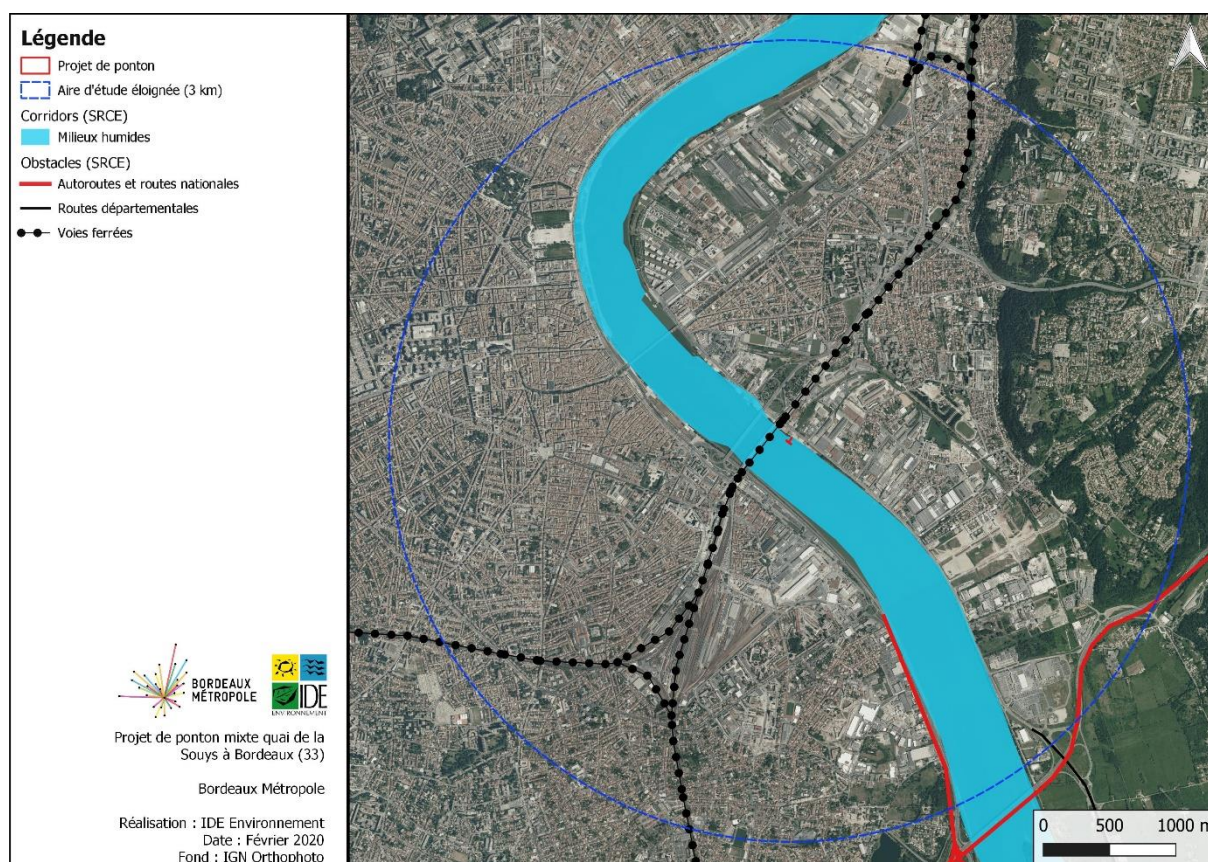 Légende
Projet de ponton
Aire d'étude éloignée (3 km)
Corridors (SRCE)
Milieux humides
Obstacles (SRCE)
Autoroutes et routes nationales
Routes départementales
Voies ferrées
BORDEAUX
MÉTROPOLE
IDE
ENVIRONNEMENT
Projet de ponton mixte quai de la
Souys à Bordeaux (33)
Bordeaux Métropole
Réalisation : IDE Environnement
Date : Février 2020
Fond : IGN Orthophoto
0 500 1000 m